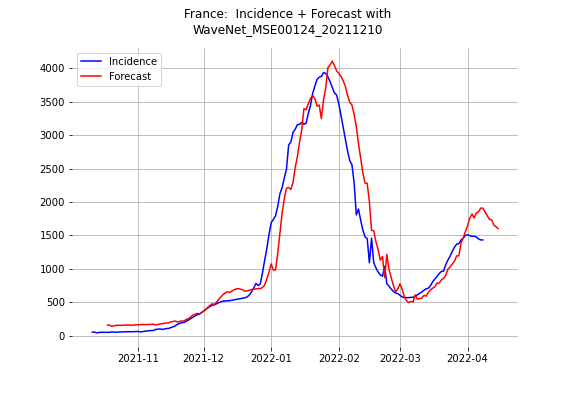 France:  Incidence + Forecast with
WaveNet_MSE00124_20211210
Incidence
Forecast
4000
3500
3000
2500
2000
1500
1000
500
0
2021-11 2021-12 2022-01 2022-02 2022-03 2022-04